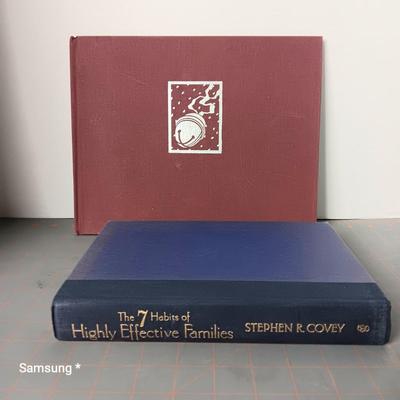 The 7 Habits of
Highly Effective Families
STEPHEN R. COVEY
Samsung *